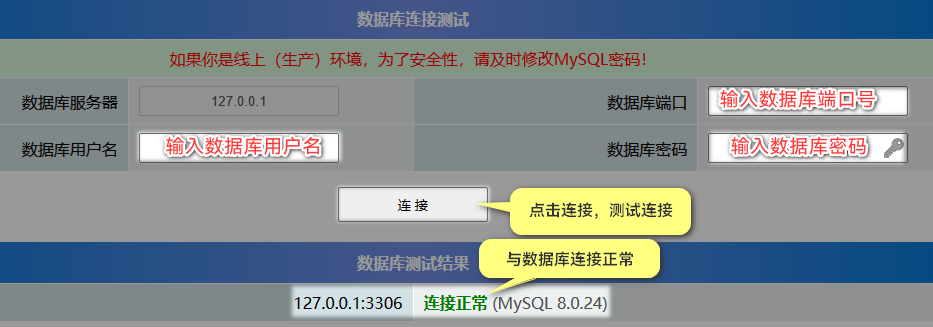 数据库连接测试
如果你是线上（生产）环境，为了安全性，请及时修改MySQL密码！
数据库服务器 127.0.0.1 数据库端口 输入数据库端口号
数据库用户名 输入数据库用户名 数据库密码 输入数据库密码
连 接
点击连接，测试连接
数据库测试结果
与数据库连接正常
127.0.0.1:3306 连接正常 (MySQL 8.0.24)